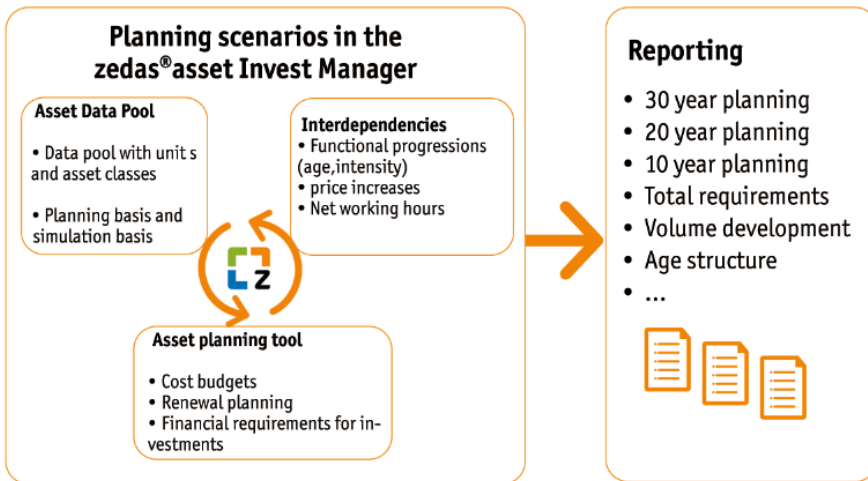 Planning scenarios in the
zedas®asset Invest Manager
Asset Data Pool
• Data pool with unit s
and asset classes
• Planning basis and
simulation basis
Interdependencies
• Functional progressions
(age,intensity)
• price increases
• Net working hours
z
Asset planning tool
• Cost budgets
• Renewal planning
• Financial requirements for in-
vestments
Reporting
• 30 year planning
• 20 year planning
• 10 year planning
• Total requirements
• Volume development
• Age structure
• ...